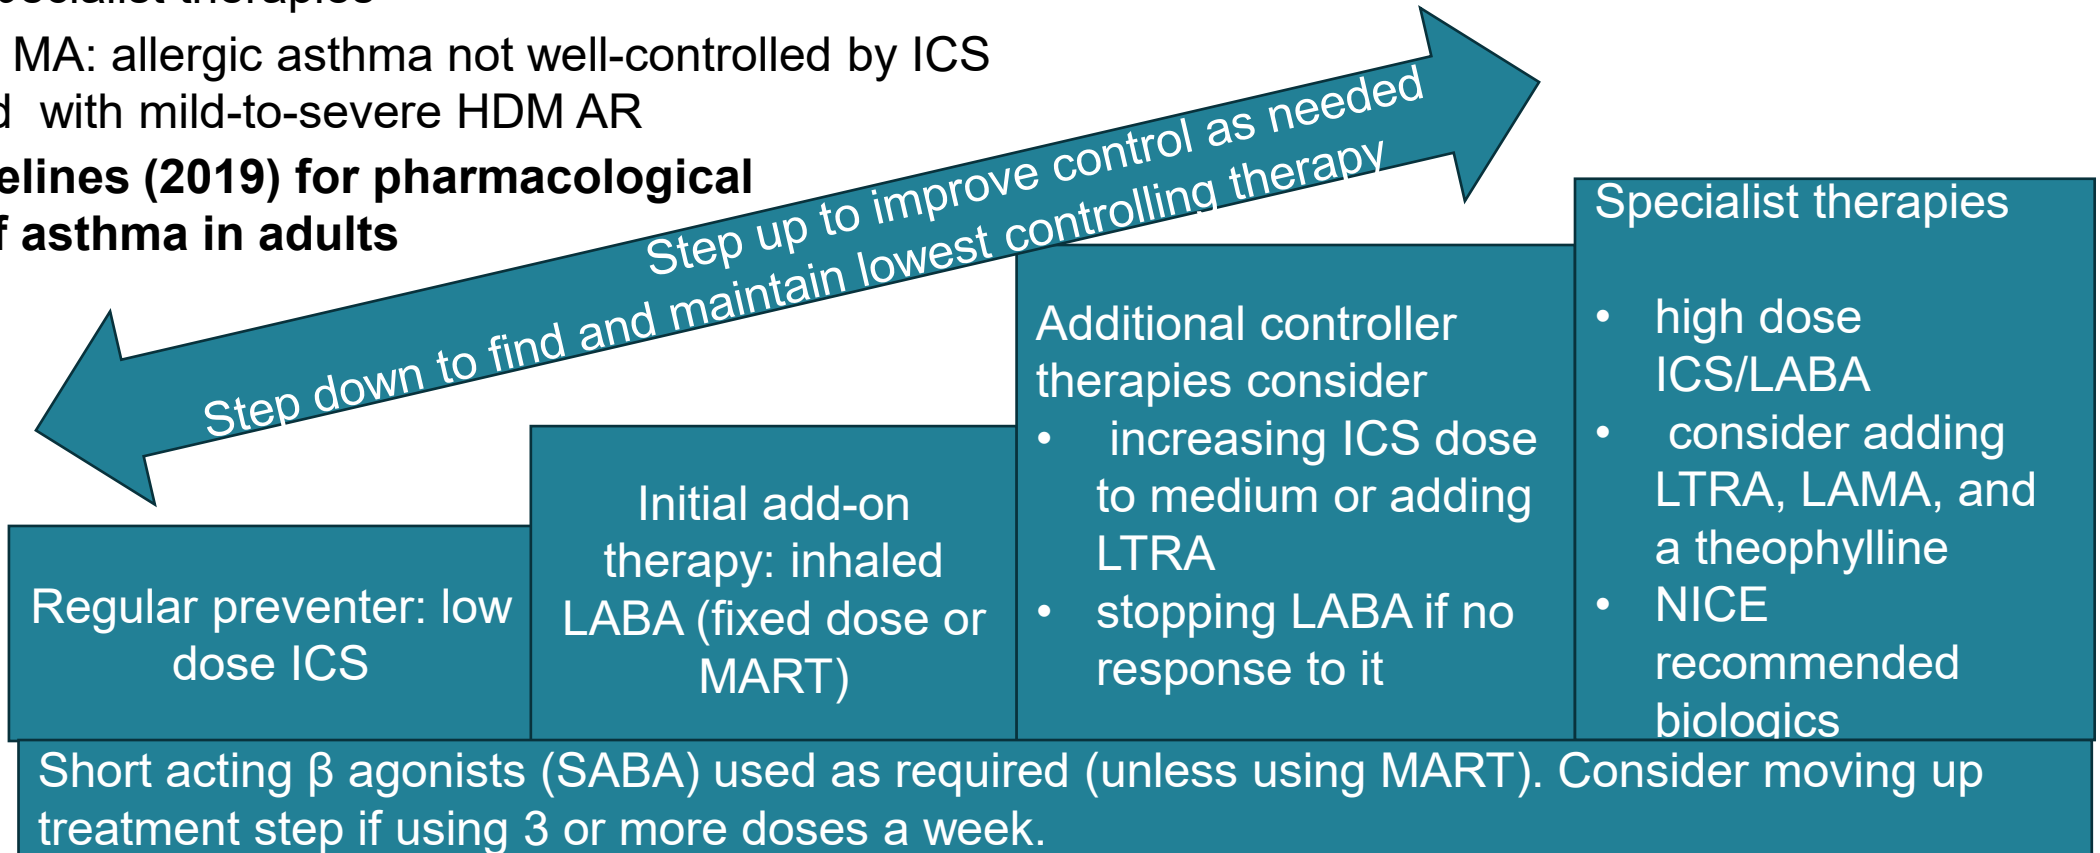 therapies
MA: allergic asthma not well-controlled by ICS
with mild-to-severe HDM AR
(2019) for pharmacological
asthma in adults
Step up to improve control as needed
Step down to find and maintain lowest controlling therapy
Regular preventer: low
dose ICS
Initial add-on
therapy: inhaled
LABA (fixed dose or
MART)
Additional controller
therapies consider
• increasing ICS dose
to medium or adding
LTRA
• stopping LABA if no
response to it
Specialist therapies
• high dose
ICS/LABA
• consider adding
LTRA, LAMA, and
a theophylline
• NICE
recommended
biologics
Short acting β agonists (SABA) used as required (unless using MART). Consider moving up
treatment step if using 3 or more doses a week.